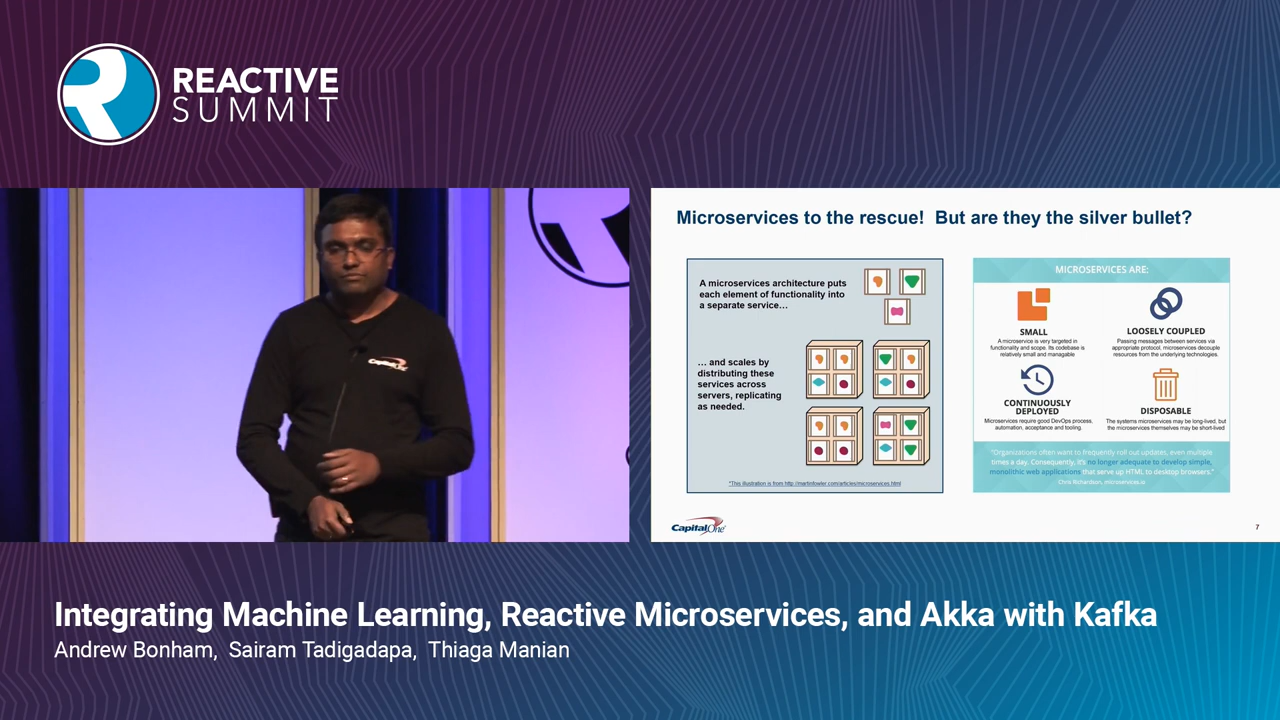 REACTIVE
SUMMIT
Capital One
Microservices to the rescue!  But are they the silver bullet?
A microservices architecture puts
each element of functionality into
a separate service…
… and scales by
distributing these
services across
servers, replicating
as needed.
*This illustration is from http://martinfowler.com/articles/microservices.html
MICROSERVICES ARE:
SMALL
A microservice is very targeted in
functionality and scope. Its codebase is
relatively small and managable
LOOSELY COUPLED
Passing messages between services via
appropriate protocol, microservices decouple
resources from the underlying technologies.
CONTINUOUSLY
DEPLOYED
Microservices require good DevOps process,
automation, acceptance and tooling.
DISPOSABLE
The systems microservices may be long-lived, but
the microservices themselves may be short-lived
"Organizations often want to frequently roll out updates, even multiple
times a day. Consequently, it's no longer adequate to develop simple,
monolithic web applications that serve up HTML to desktop browsers."
Chris Richardson, microservices.io
Capital One
7
Integrating Machine Learning, Reactive Microservices, and Akka with Kafka
Andrew Bonham,  Sairam Tadigadapa,  Thiaga Manian